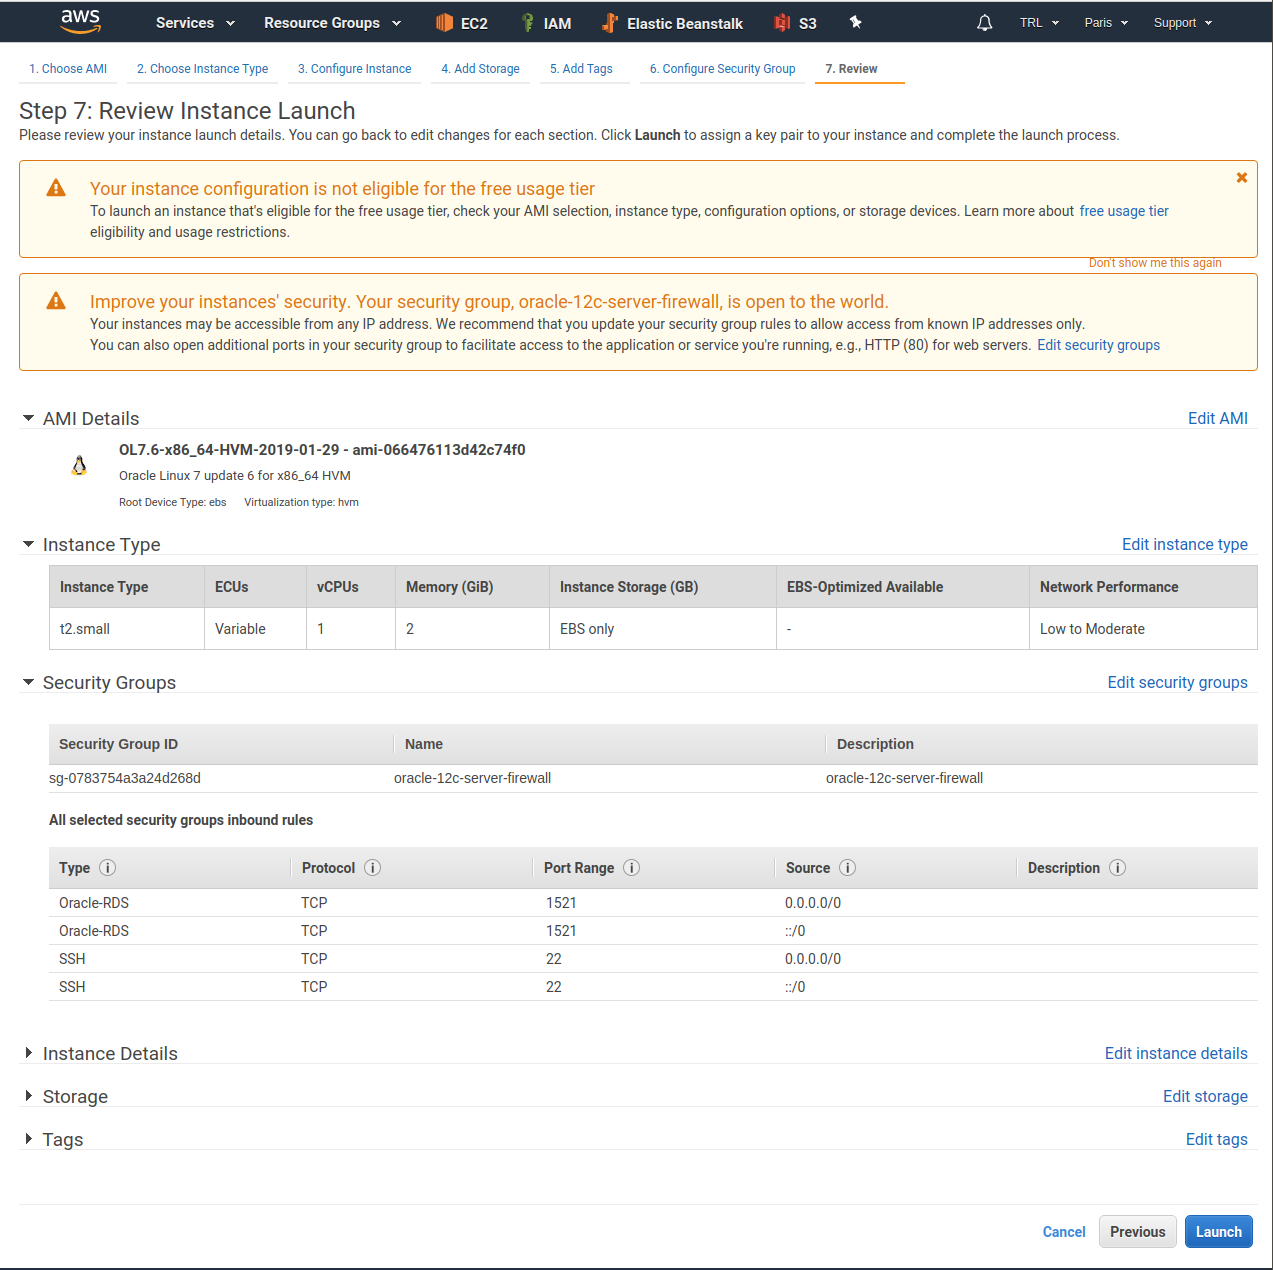 aws Services Resource Groups EC2 IAM Elastic Beanstalk S3 TRL Paris Support
1. Choose AMI 2. Choose Instance Type 3. Configure Instance 4. Add Storage 5. Add Tags 6. Configure Security Group 7. Review
Step 7: Review Instance Launch
Please review your instance launch details. You can go back to edit changes for each section. Click Launch to assign a key pair to your instance and complete the launch process.
Your instance configuration is not eligible for the free usage tier
To launch an instance that's eligible for the free usage tier, check your AMI selection, instance type, configuration options, or storage devices. Learn more about free usage tier
eligibility and usage restrictions.
Don't show me this again
Improve your instances' security. Your security group, oracle-12c-server-firewall, is open to the world.
Your instances may be accessible from any IP address. We recommend that you update your security group rules to allow access from known IP addresses only.
You can also open additional ports in your security group to facilitate access to the application or service you're running, e.g., HTTP (80) for web servers. Edit security groups
AMI Details Edit AMI
OL7.6-x86_64-HVM-2019-01-29 - ami-066476113d42c74f0
Oracle Linux 7 update 6 for x86_64 HVM
Root Device Type: ebs Virtualization type: hvm
Instance Type Edit instance type
Instance Type ECUs vCPUs Memory (GiB) Instance Storage (GB) EBS-Optimized Available Network Performance
t2.small Variable 1 2 EBS only - Low to Moderate
Security Groups Edit security groups
Security Group ID Name Description
sg-0783754a3a24d268d oracle-12c-server-firewall oracle-12c-server-firewall
All selected security groups inbound rules
Type i Protocol i Port Range i Source i Description i
Oracle-RDS TCP 1521 0.0.0.0/0
Oracle-RDS TCP 1521 ::/0
SSH TCP 22 0.0.0.0/0
SSH TCP 22 ::/0
Instance Details Edit instance details
Storage Edit storage
Tags Edit tags
Cancel Previous Launch